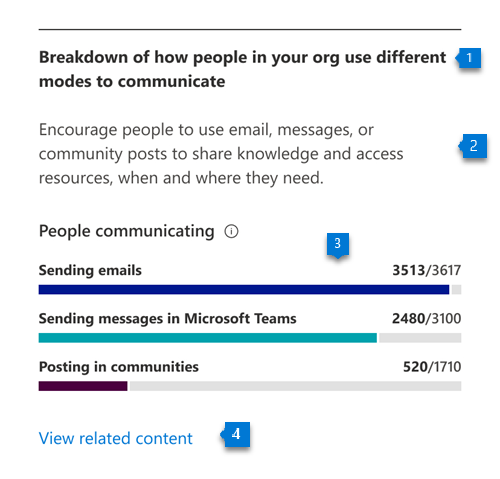 Breakdown of how people in your org use different 1
modes to communicate
Encourage people to use email, messages, or
community posts to share knowledge and access 2
resources, when and where they need.
People communicating
3
Sending emails 3513/3617
Sending messages in Microsoft Teams 2480/3100
Posting in communities 520/1710
View related content 4